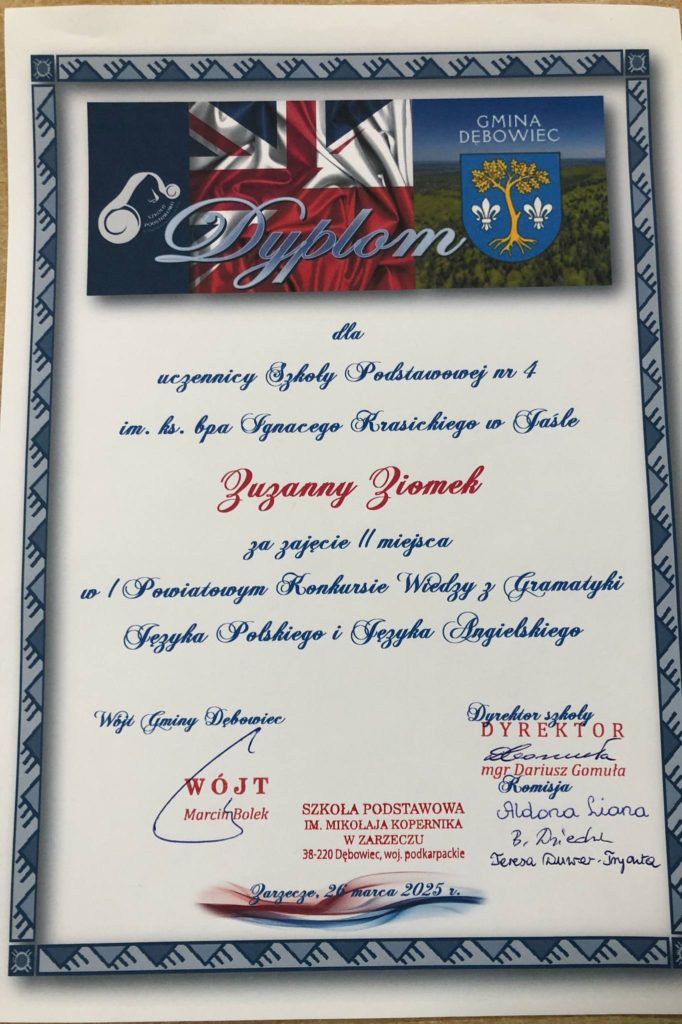 SZKOŁA
PODSTAWOWA
GMINA
DĘBOWIEC
Dyplom
dla
uczennicy Szkoły Podstawowej nr 4
im. ks. bpa Ignacego Krasickiego w Jaśle
Zuzanny Ziomek
za zajęcie II miejsca
w I Powiatowym Konkursie Wiedzy z Gramatyki
Języka Polskiego i Języka Angielskiego
Wójt Gminy Dębowiec
WÓJT
Marcin Bolek
Dyrektor szkoły
DYREKTOR
mgr Dariusz Gomuła
Komisja
Aldona Liana
B.
Teresa
SZKOŁA PODSTAWOWA
IM. MIKOŁAJA KOPERNIKA
W ZARZECZU
38-220 Dębowiec, woj. podkarpackie
Zarzecze, 26 marca 2025 r.